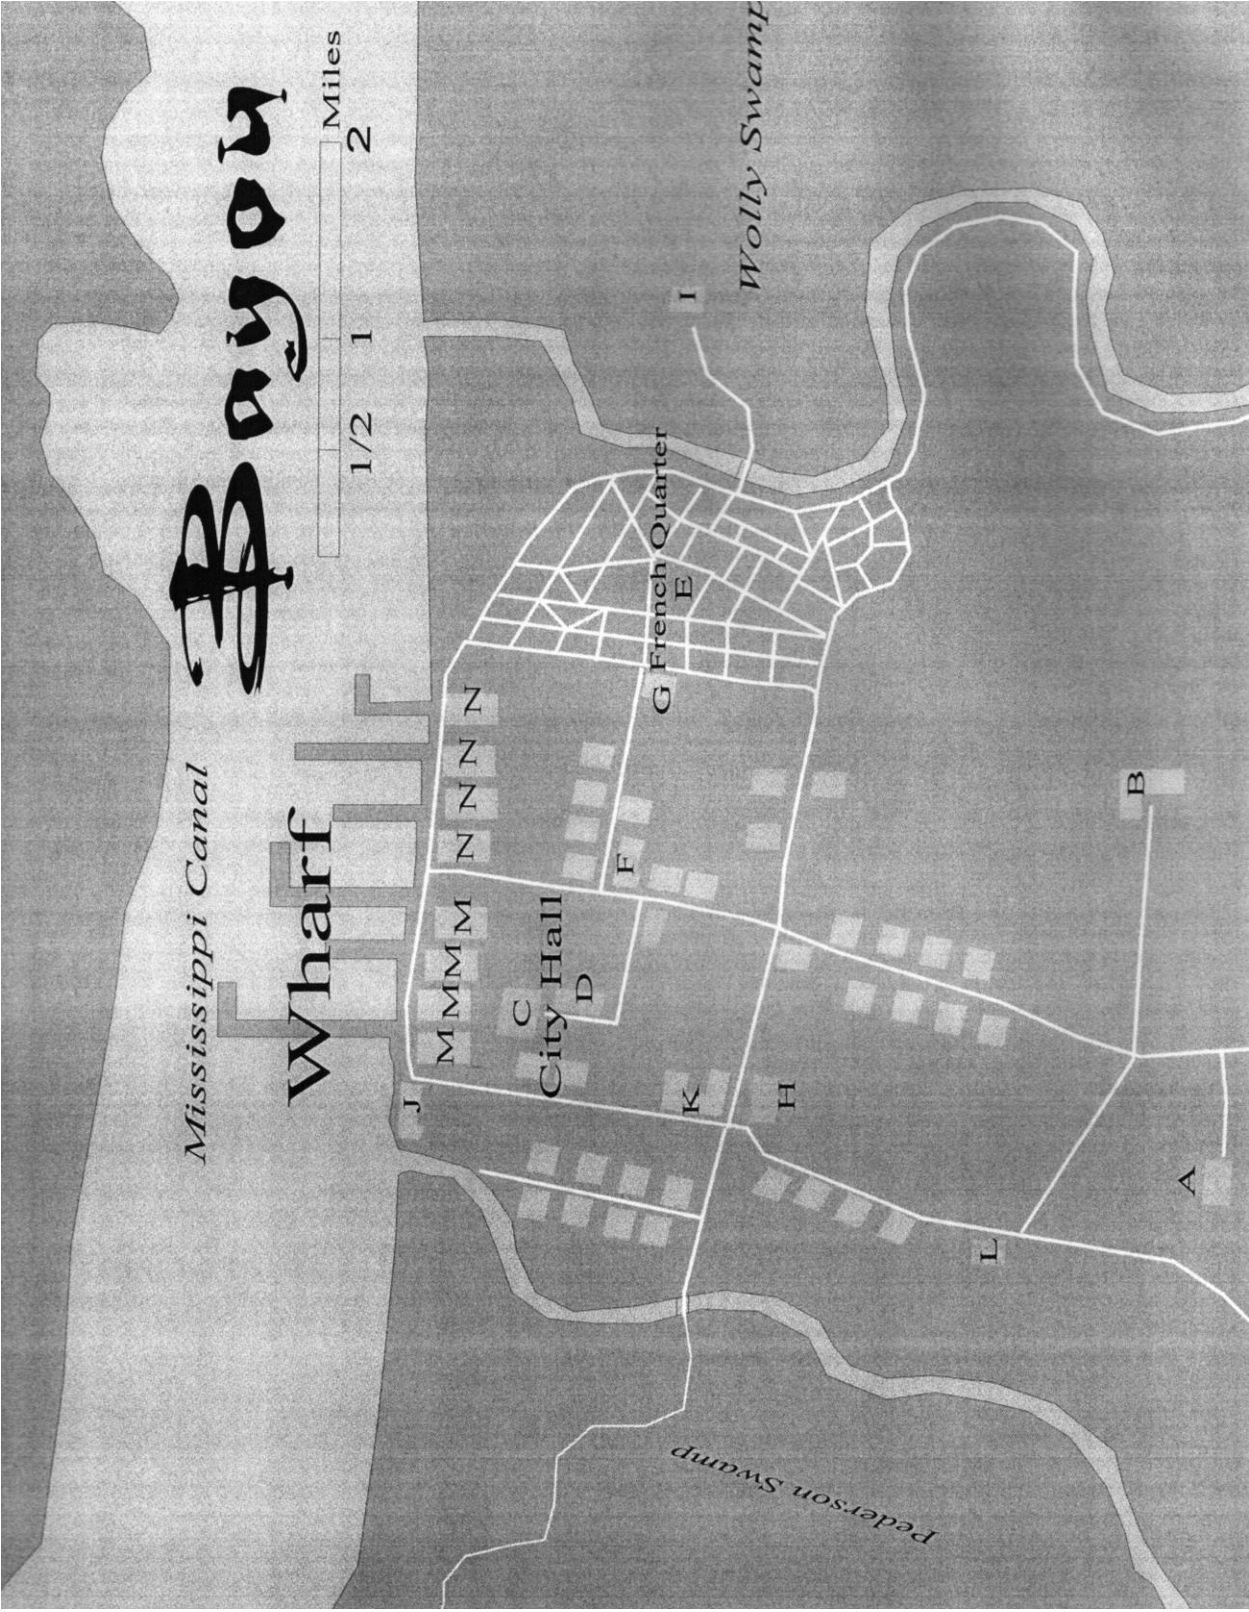 Bayou
1/2 1 2
Miles
Mississippi Canal
Wharf
Wolly Swamp
I
French Quarter
E
G
N
N
N
N
M
M
M
M
F
City Hall
C
D
J
K
H
B
A
L
Pederson Swamp